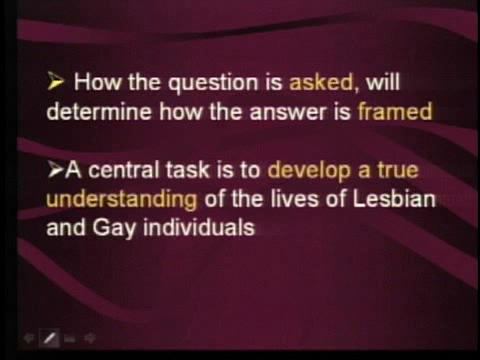 ➢ How the question is asked, will
determine how the answer is framed
➢A central task is to develop a true
understanding of the lives of Lesbian
and Gay individuals